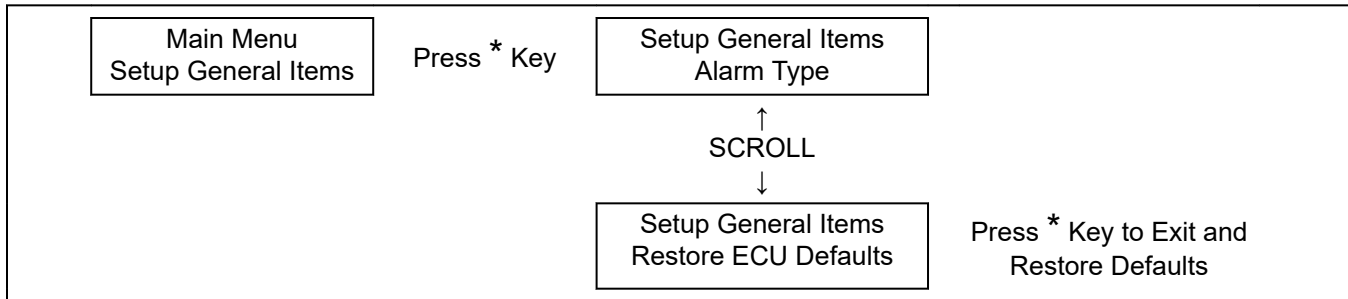 Main Menu
Setup General Items
Press * Key
Setup General Items
Alarm Type
↑
SCROLL
↓
Setup General Items
Restore ECU Defaults
Press * Key to Exit and
Restore Defaults